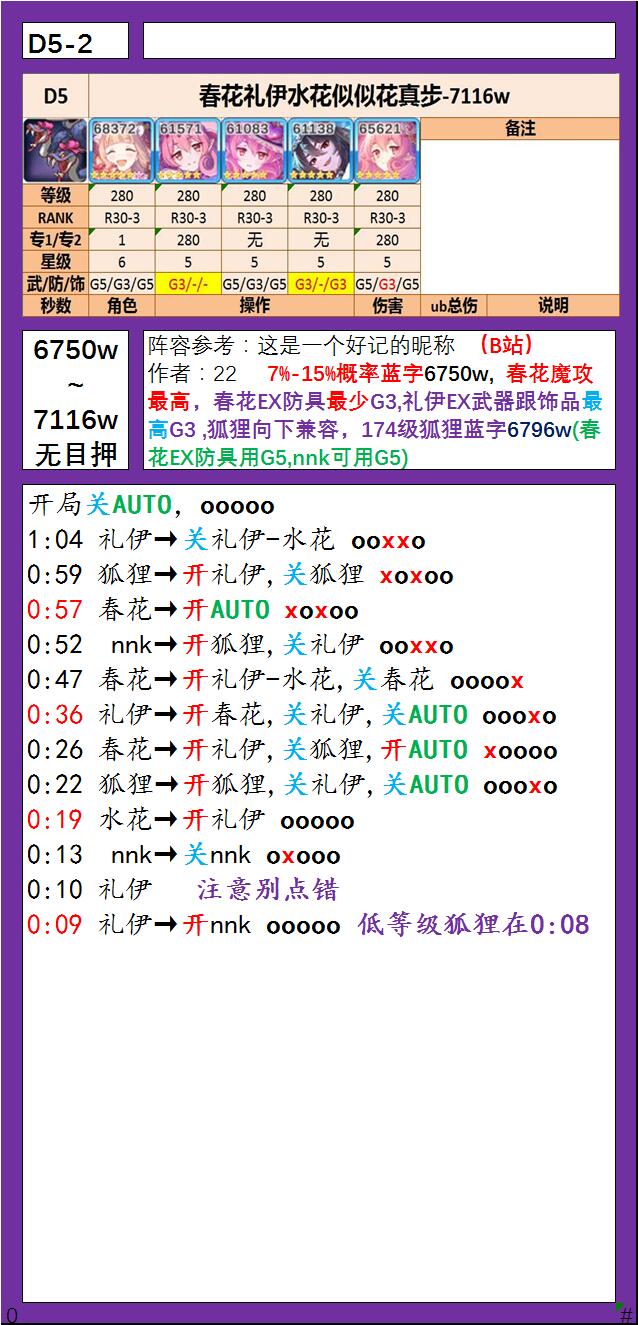 D5-2
D5 春花礼伊水花似似花真步-7116w
68372 61571 61083 61138 65621 备注
等级 280 280 280 280 280
RANK R30-3 R30-3 R30-3 R30-3 R30-3
专1/专2 1 280 无 无 280
星级 6 5 5 5 5
武/防/饰 G5/G3/G5 G3/-/- G5/G3/G5 G3/-/G3 G5/G3/G5
秒数 角色 操作 伤害 ub总伤 说明
6750w
~
7116w
无目押
阵容参考：这是一个好记的昵称 （B站）
作者：22 7%-15%概率蓝字6750w, 春花魔攻
最高，春花EX防具最少G3,礼伊EX武器跟饰品最
高G3 ,狐狸向下兼容，174级狐狸蓝字6796w(春
花EX防具用G5,nnk可用G5)
开局关AUTO，ooooo
1:04 礼伊→关礼伊-水花 ooxxo
0:59 狐狸→开礼伊,关狐狸 xoxoo
0:57 春花→开AUTO xoxoo
0:52 nnk→开狐狸,关礼伊 ooxxo
0:47 春花→开礼伊-水花,关春花 oooox
0:36 礼伊→开春花,关礼伊,关AUTO oooxo
0:26 春花→开礼伊,关狐狸,开AUTO xoooo
0:22 狐狸→开狐狸,关礼伊,关AUTO oooxo
0:19 水花→开礼伊 ooooo
0:13 nnk→关nnk oxooo
0:10 礼伊 注意别点错
0:09 礼伊→开nnk ooooo 低等级狐狸在0:08
0 #